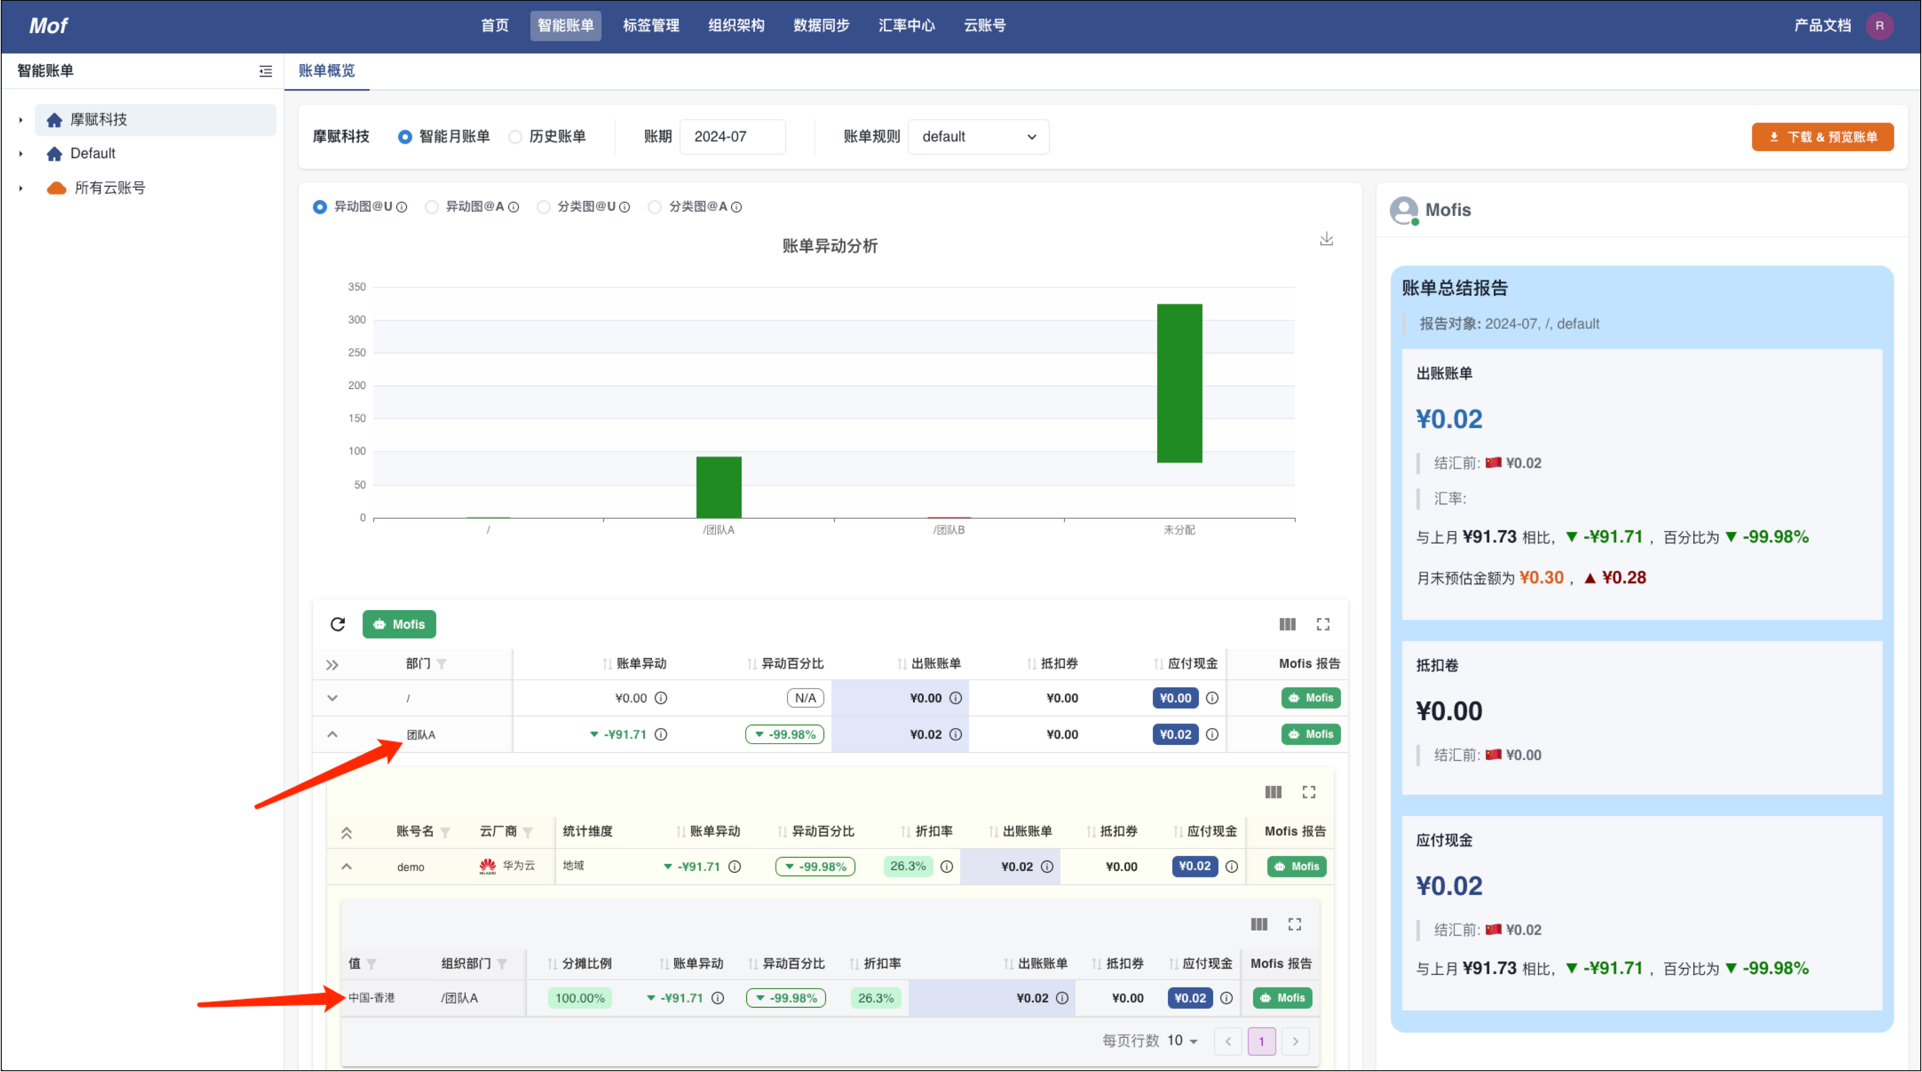 Mof
首页 智能账单 标签管理 组织架构 数据同步 汇率中心 云账号
产品文档 R
智能账单
账单概览
摩赋科技
Default
所有云账号
摩赋科技 智能月账单 历史账单 账期 2024-07 账单规则 default 下载 & 预览账单
异动图@U 异动图@A 分类图@U 分类图@A
账单异动分析
350
300
250
200
150
100
50
0
/ /团队A /团队B 未分配
Mofis
部门 账单异动 异动百分比 出账账单 抵扣券 应付现金 Mofis 报告
/ ¥0.00 N/A ¥0.00 ¥0.00 ¥0.00 Mofis
团队A ▼ -¥91.71 ▼ -99.98% ¥0.02 ¥0.00 ¥0.02 Mofis
账号名 云厂商 统计维度 账单异动 异动百分比 折扣率 出账账单 抵扣券 应付现金 Mofis 报告
demo 华为云 地域 ▼ -¥91.71 ▼ -99.98% 26.3% ¥0.02 ¥0.00 ¥0.02 Mofis
值 组织部门 分摊比例 账单异动 异动百分比 折扣率 出账账单 抵扣券 应付现金 Mofis 报告
中国-香港 /团队A 100.00% ▼ -¥91.71 ▼ -99.98% 26.3% ¥0.02 ¥0.00 ¥0.02 Mofis
每页行数 10 1
Mofis
账单总结报告
报告对象: 2024-07, /, default
出账账单
¥0.02
结汇前: ¥0.02
汇率:
与上月 ¥91.73 相比, ▼ -¥91.71 , 百分比为 ▼ -99.98%
月末预估金额为 ¥0.30 , ▲ ¥0.28
抵扣卷
¥0.00
结汇前: ¥0.00
应付现金
¥0.02
结汇前: ¥0.02
与上月 ¥91.73 相比, ▼ -¥91.71 , 百分比为 ▼ -99.98%